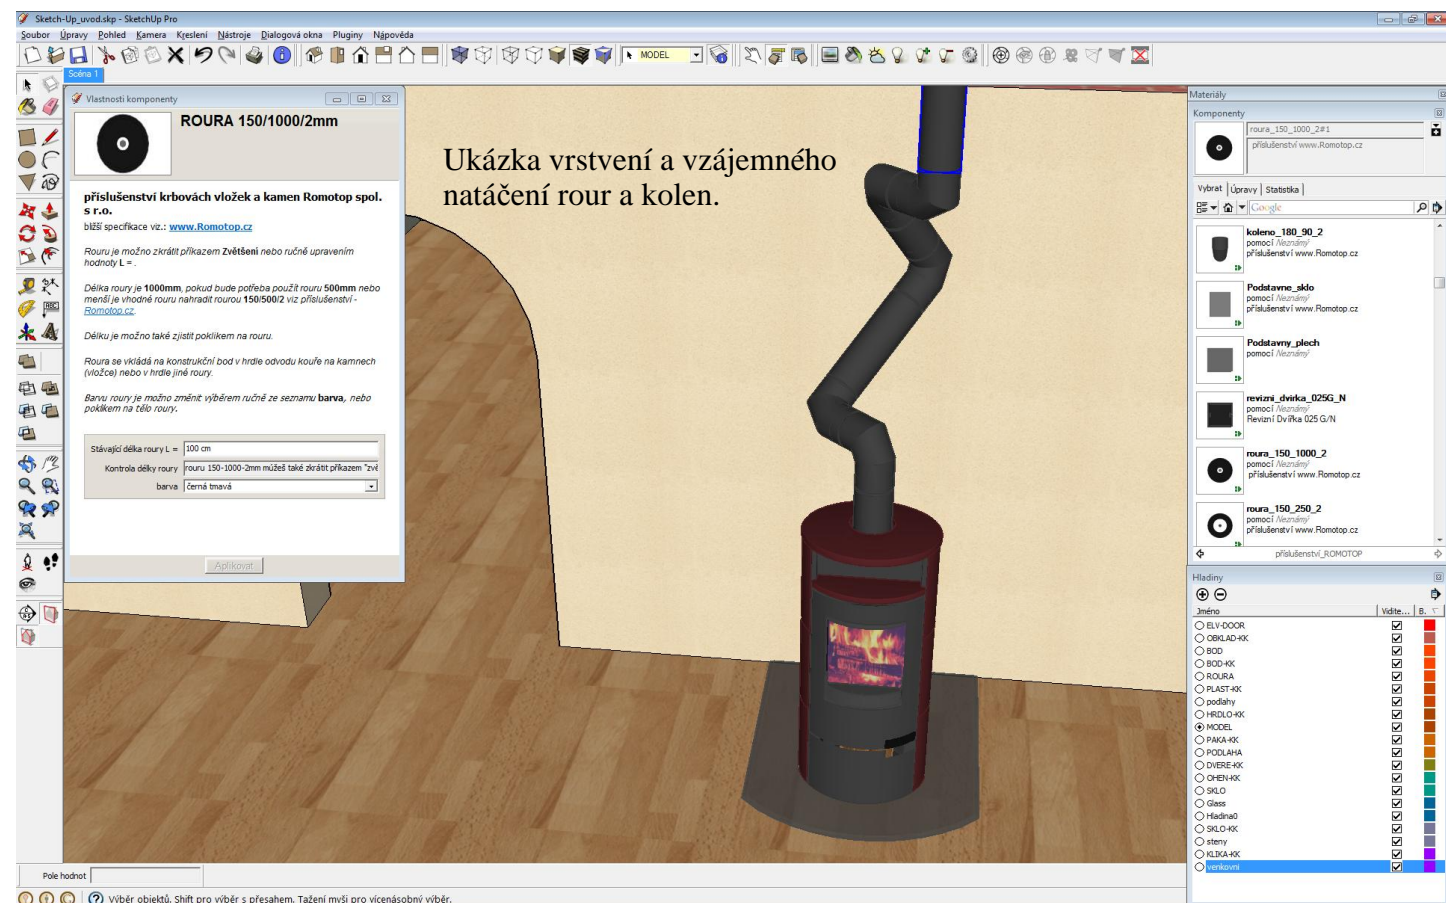 Sketch-Up_uvod.skp - SketchUp Pro
Soubor Úpravy Pohled Kamera Kreslení Nástroje Dialogová okna Pluginy Nápověda
MODEL
Scéna 1
Vlastnosti komponenty
ROURA 150/1000/2mm
příslušenství krbovách vložek a kamen Romotop spol.
s r.o.
bližší specifikace viz.: www.Romotop.cz
Rouru je možno zkrátit příkazem Zvětšeni nebo ručně upravením
hodnoty L = .
Délka roury je 1000mm, pokud bude potřeba použít rouru 500mm nebo
menší je vhodné rouru nahradit rourou 150/500/2 viz příslušenství -
Romotop.cz.
Délku je možno také zjistit poklikem na rouru.
Roura se vkládá na konstrukční bod v hrdle odvodu kouře na kamnech
(vložce) nebo v hrdle jiné roury.
Barvu roury je možno změnit výběrem ručně ze seznamu barva, nebo
poklikem na tělo roury.
Stávající délka roury L = 100 cm
Kontrola délky roury rouru 150-1000-2mm múžeš také zkrátit příkazem "zvě
barva černá tmavá
Aplikovat
Ukázka vrstvení a vzájemného
natáčení rour a kolen.
Materiály
Komponenty
roura_150_1000_2#1
příslušenství www.Romotop.cz
Vybrat Úpravy Statistika
Google
koleno_180_90_2
pomocí Neznámý
příslušenství www.Romotop.cz
Podstavne_sklo
pomocí Neznámý
příslušenství www.Romotop.cz
Podstavny_plech
pomocí Neznámý
revizni_dvirka_025G_N
pomocí Neznámý
Revizní Dvířka 025 G/N
roura_150_1000_2
pomocí Neznámý
příslušenství www.Romotop.cz
roura_150_250_2
pomocí Neznámý
příslušenství www.Romotop.cz
příslušenství_ROMOTOP
Hladiny
Jméno Vidite... B.
ELV-DOOR
OBKLAD-KK
BOD
BOD-KK
ROURA
PLAST-KK
podlahy
HRDLO-KK
MODEL
PAKA-KK
PODLAHA
DVERE-KK
OHEN-KK
SKLO
Glass
Hladina0
SKLO-KK
steny
KLIKA-KK
venkovni
Pole hodnot
Výběr objektů. Shift pro výběr s přesahem. Tažení myši pro vícenásobný výběr.